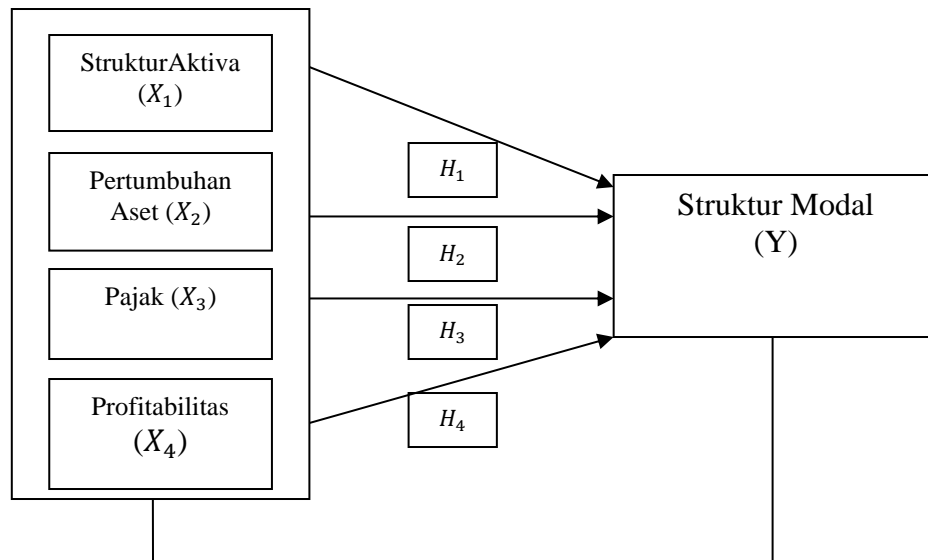 StrukturAktiva
(𝑋₁)
Pertumbuhan
Aset (𝑋₂)
Pajak (𝑋₃)
Profitabilitas
(𝑋₄)
𝐻₁
𝐻₂
𝐻₃
𝐻₄
Struktur Modal
(Y)